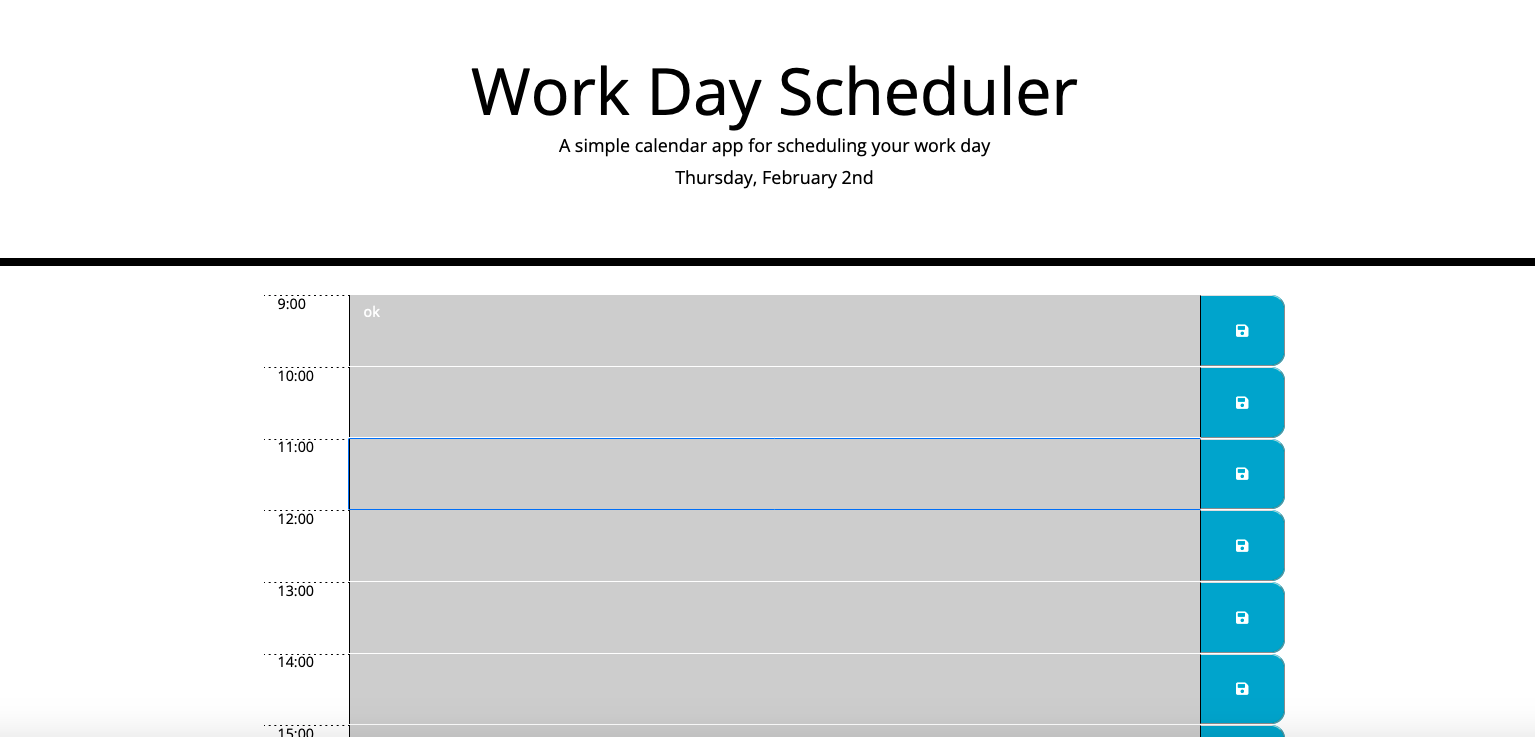 Work Day Scheduler
A simple calendar app for scheduling your work day
Thursday, February 2nd
9:00
ok
10:00
11:00
12:00
13:00
14:00
15:00